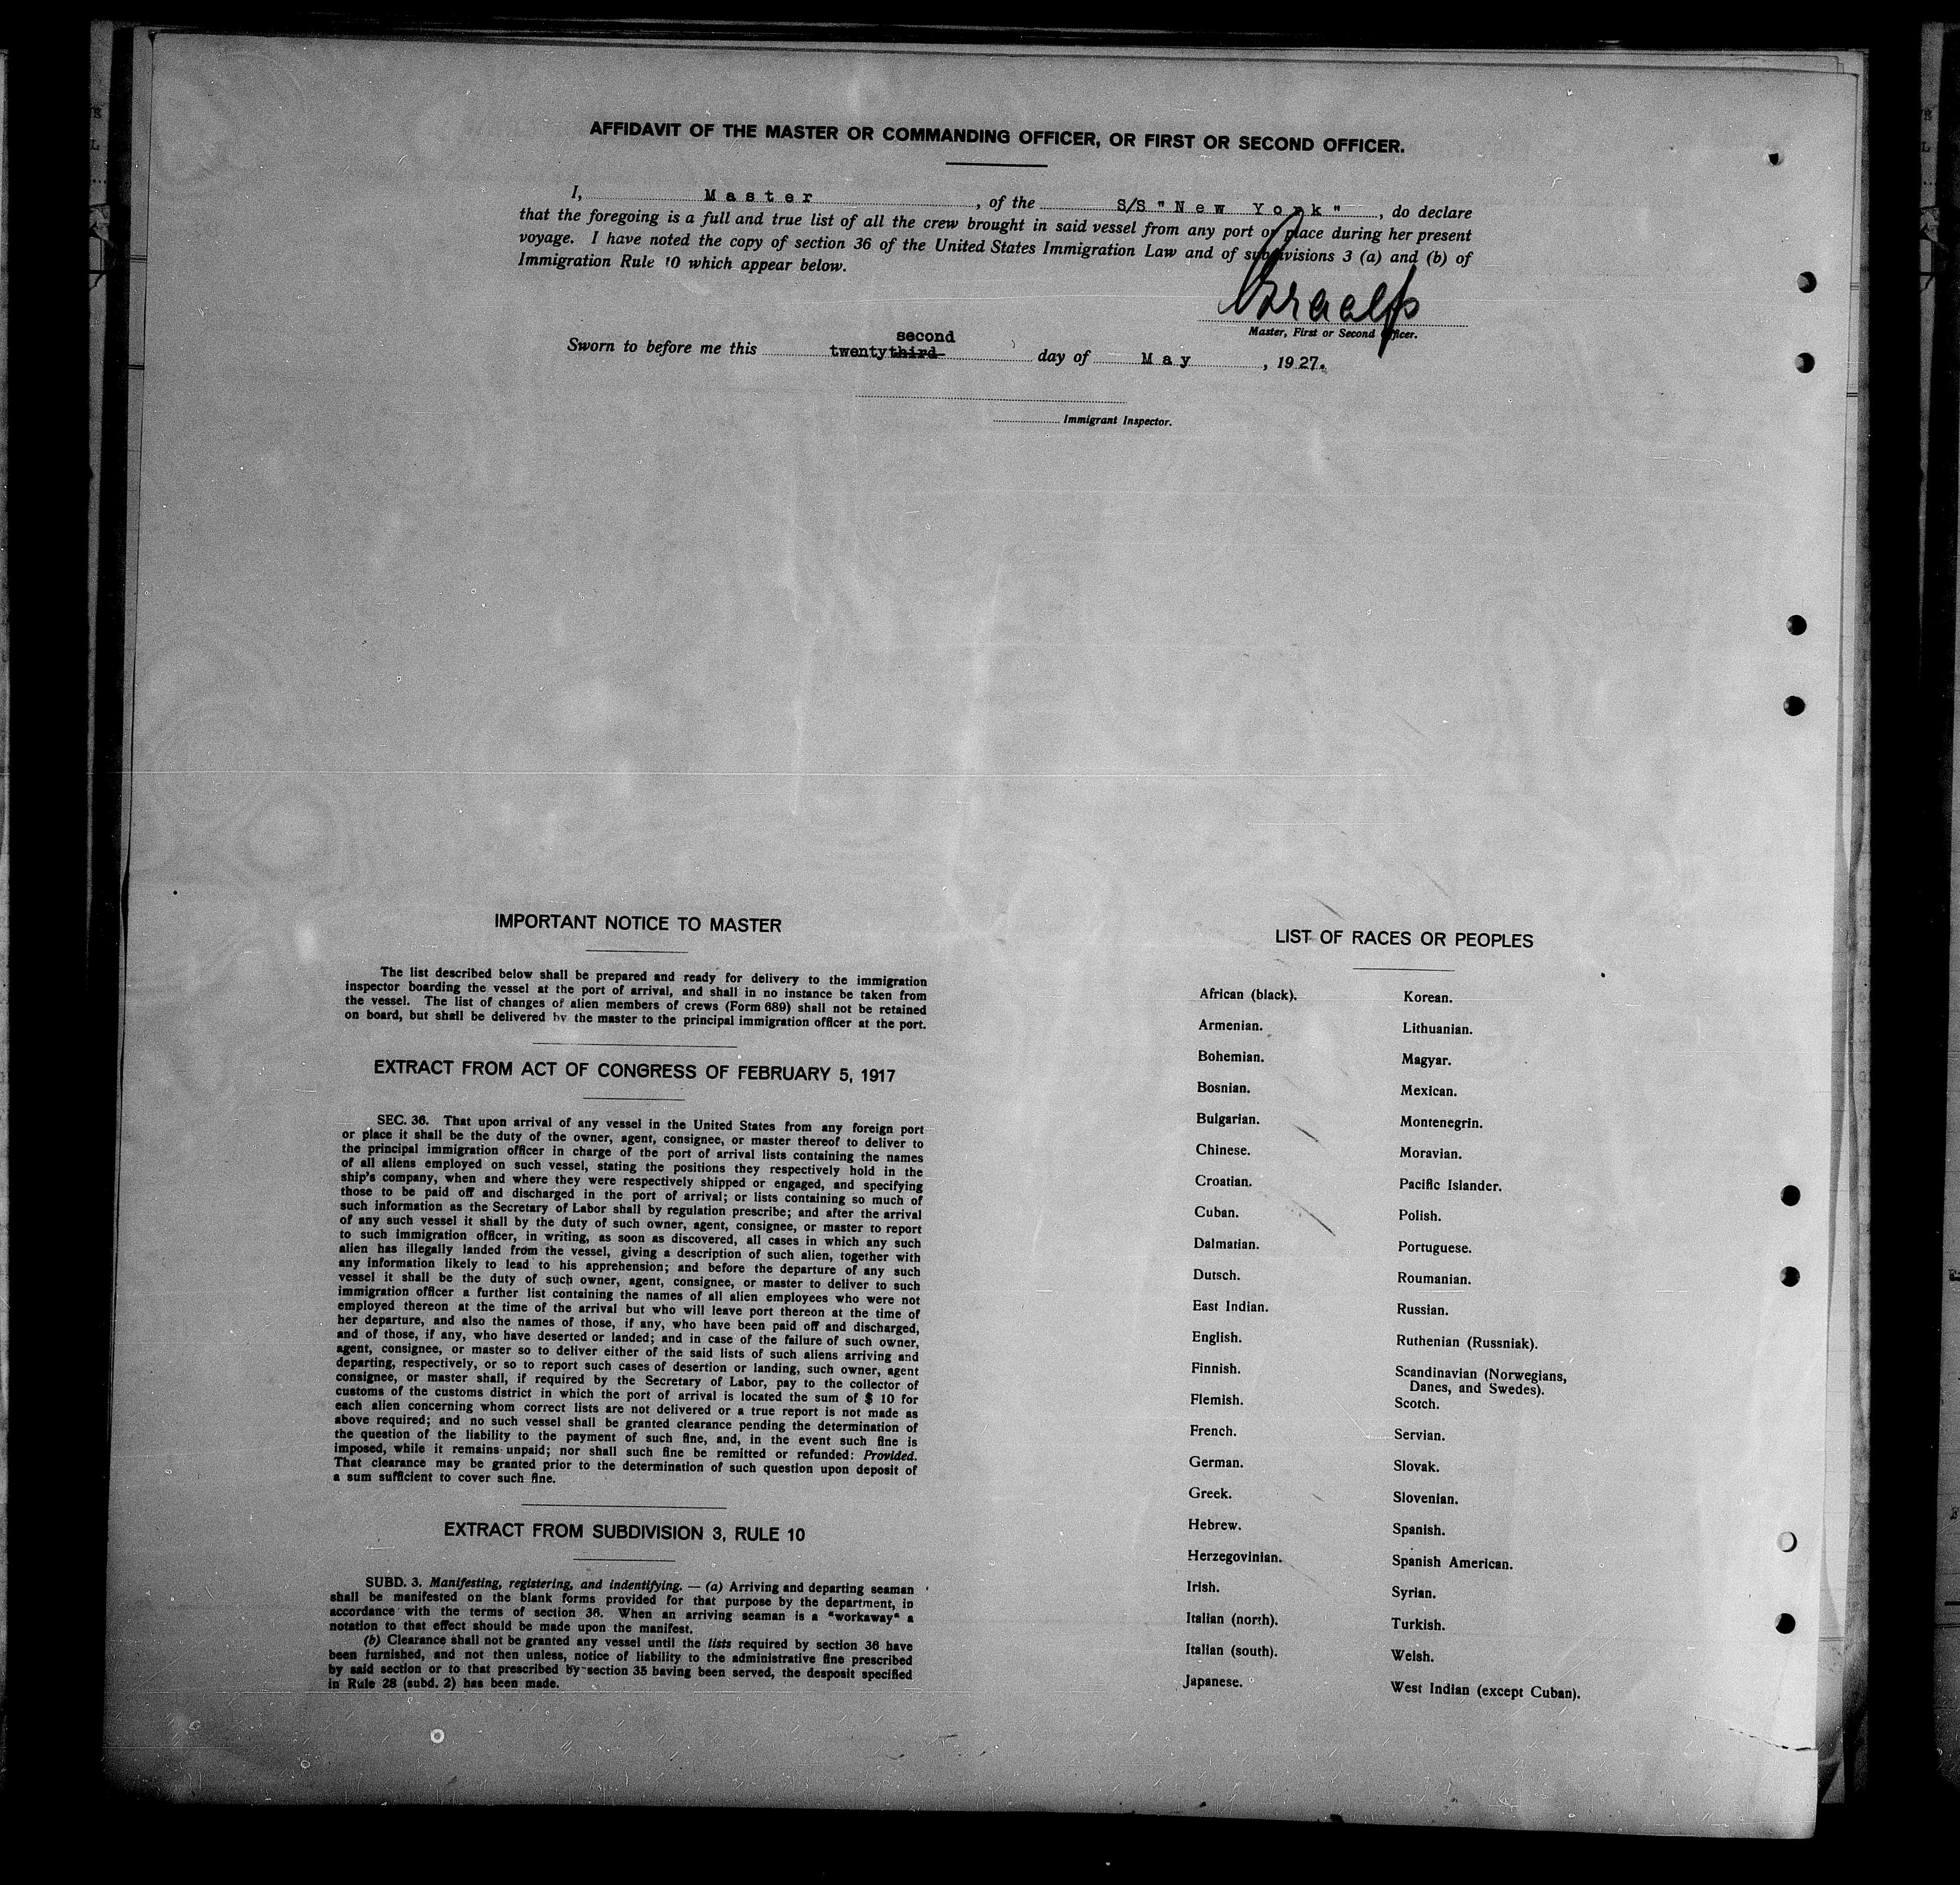 AFFIDAVIT OF THE MASTER OR COMMANDING OFFICER, OR FIRST OR SECOND OFFICER.
I, Master, of the S/S "New York", do declare
that the foregoing is a full and true list of all the crew brought in said vessel from any port or place during her present
voyage. I have noted the copy of section 36 of the United States Immigration Law and of subdivisions 3 (a) and (b) of
Immigration Rule 10 which appear below.
Master, First or Second Officer.
second
Sworn to before me this twentythird day of May, 1927.
Immigrant Inspector.
IMPORTANT NOTICE TO MASTER
The list described below shall be prepared and ready for delivery to the immigration
inspector boarding the vessel at the port of arrival, and shall in no instance be taken from
the vessel. The list of changes of alien members of crews (Form 689) shall not be retained
on board, but shall be delivered by the master to the principal immigration officer at the port.
EXTRACT FROM ACT OF CONGRESS OF FEBRUARY 5, 1917
SEC. 36. That upon arrival of any vessel in the United States from any foreign port
or place it shall be the duty of the owner, agent, consignee, or master thereof to deliver to
the principal immigration officer in charge of the port of arrival lists containing the names
of all aliens employed on such vessel, stating the positions they respectively hold in the
ship's company, when and where they were respectively shipped or engaged, and specifying
those to be paid off and discharged in the port of arrival; or lists containing so much of
such information as the Secretary of Labor shall by regulation prescribe; and after the arrival
of any such vessel it shall by the duty of such owner, agent, consignee, or master to report
to such immigration officer, in writing, as soon as discovered, all cases in which any such
alien has illegally landed from the vessel, giving a description of such alien, together with
any information likely to lead to his apprehension; and before the departure of any such
vessel it shall be the duty of such owner, agent, consignee, or master to deliver to such
immigration officer a further list containing the names of all alien employees who were not
employed thereon at the time of the arrival but who will leave port thereon at the time of
her departure, and also the names of those, if any, who have been paid off and discharged,
and of those, if any, who have deserted or landed; and in case of the failure of such owner,
agent, consignee, or master so to deliver either of the said lists of such aliens arriving and
departing, respectively, or so to report such cases of desertion or landing, such owner, agent
consignee, or master shall, if required by the Secretary of Labor, pay to the collector of
customs of the customs district in which the port of arrival is located the sum of $ 10 for
each alien concerning whom correct lists are not delivered or a true report is not made as
above required; and no such vessel shall be granted clearance pending the determination of
the question of the liability to the payment of such fine, and, in the event such fine is
imposed, while it remains unpaid; nor shall such fine be remitted or refunded: Provided.
That clearance may be granted prior to the determination of such question upon deposit of
a sum sufficient to cover such fine.
EXTRACT FROM SUBDIVISION 3, RULE 10
SUBD. 3. Manifesting, registering, and indentifying. — (a) Arriving and departing seaman
shall be manifested on the blank forms provided for that purpose by the department, in
accordance with the terms of section 36. When an arriving seaman is a "workaway" a
notation to that effect should be made upon the manifest.
(b) Clearance shall not be granted any vessel until the lists required by section 36 have
been furnished, and not then unless, notice of liability to the administrative fine prescribed
by said section or to that prescribed by section 35 having been served, the desposit specified
in Rule 28 (subd. 2) has been made.
LIST OF RACES OR PEOPLES
African (black).
Armenian.
Bohemian.
Bosnian.
Bulgarian.
Chinese.
Croatian.
Cuban.
Dalmatian.
Dutsch.
East Indian.
English.
Finnish.
Flemish.
French.
German.
Greek.
Hebrew.
Herzegovinian.
Irish.
Italian (north).
Italian (south).
Japanese.
Korean.
Lithuanian.
Magyar.
Mexican.
Montenegrin.
Moravian.
Pacific Islander.
Polish.
Portuguese.
Roumanian.
Russian.
Ruthenian (Russniak).
Scandinavian (Norwegians,
Danes, and Swedes).
Scotch.
Servian.
Slovak.
Slovenian.
Spanish.
Spanish American.
Syrian.
Turkish.
Welsh.
West Indian (except Cuban).